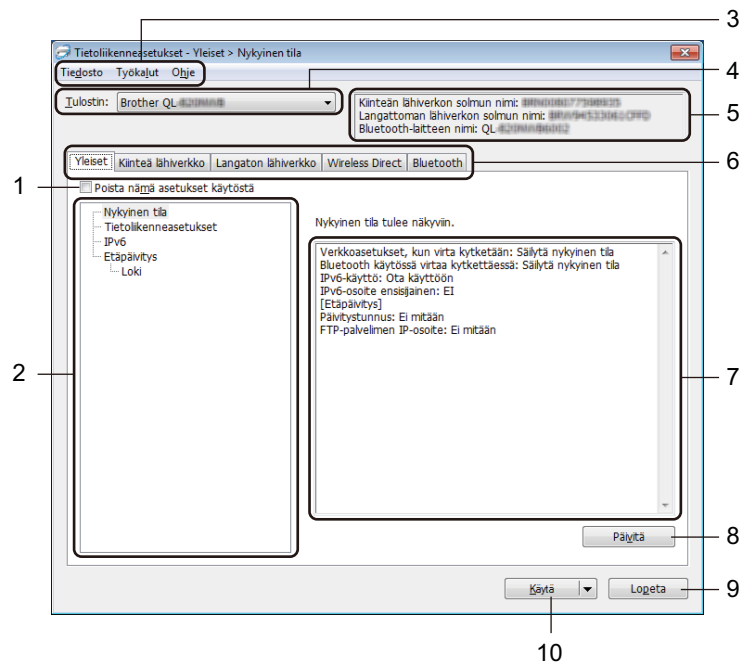 3
Tietoliikenneasetukset - Yleiset > Nykyinen tila
Tiedosto Työkalut Ohje
4
Tulostin: Brother QL-
Kiinteän lähiverkon solmun nimi:
Langattoman lähiverkon solmun nimi:
Bluetooth-laitteen nimi: QL-
5
Yleiset Kiinteä lähiverkko Langaton lähiverkko Wireless Direct Bluetooth
6
1
Poista nämä asetukset käytöstä
Nykyinen tila
Tietoliikenneasetukset
IPv6
Etäpäivitys
Loki
2
Nykyinen tila tulee näkyviin.
Verkkoasetukset, kun virta kytketään: Säilytä nykyinen tila
Bluetooth käytössä virtaa kytkettäessä: Säilytä nykyinen tila
IPv6-käyttö: Ota käyttöön
IPv6-osoite ensisijainen: EI
[Etäpäivitys]
Päivitystunnus: Ei mitään
FTP-palvelimen IP-osoite: Ei mitään
7
Päivitä
8
Käytä
Lopeta
9
10